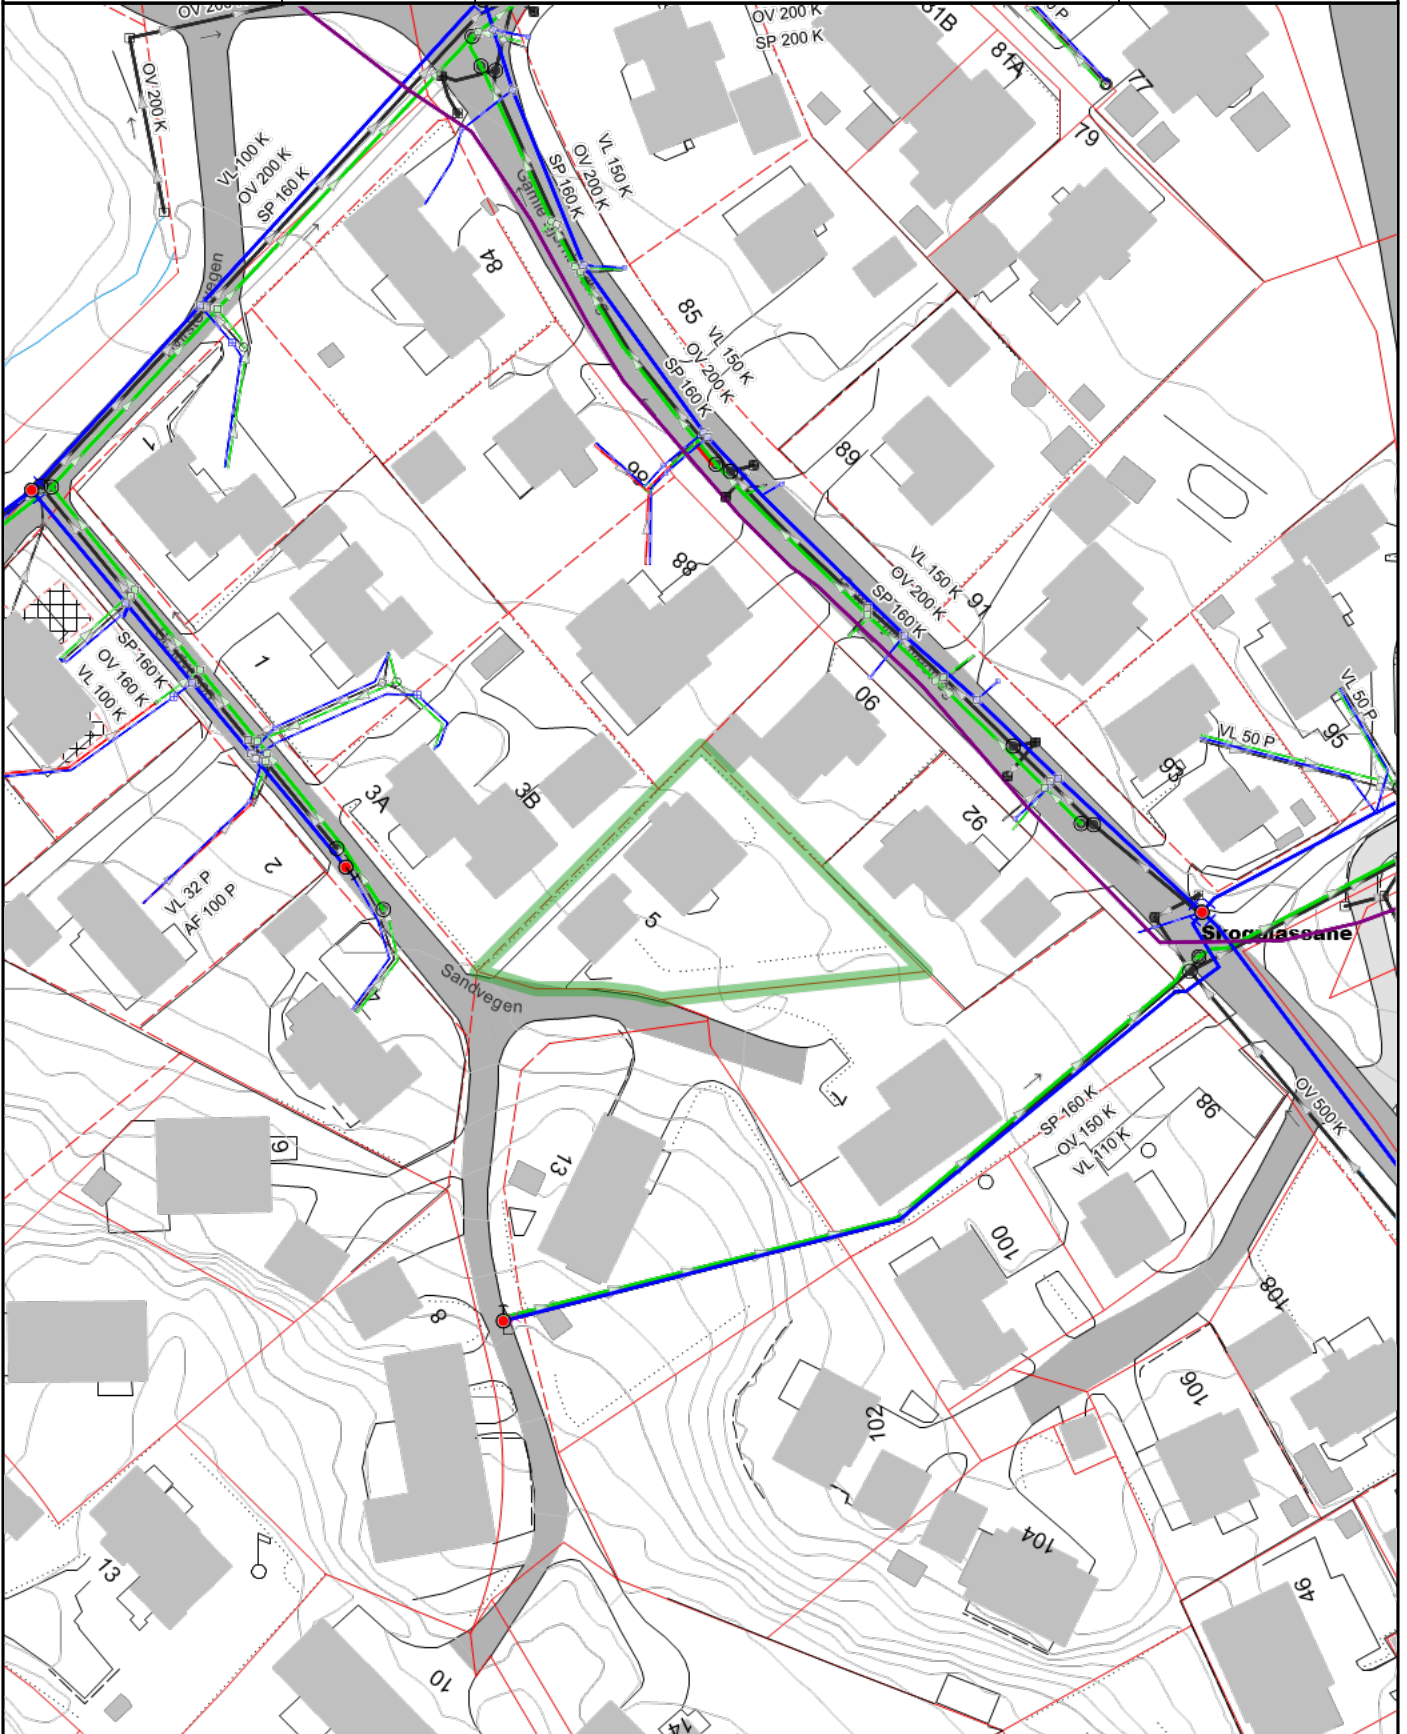 OV 200 K
SP 200 K
81B
81A
77
79
OV 200 K
VL 100 K
OV 200 K
SP 160 K
VL 150 K
OV 200 K
SP 160 K
84
85
VL 150 K
OV 200 K
SP 160 K
1
89
88
VL 150 K
OV 200 K
SP 160 K
91
90
SP 160 K
OV 160 K
VL 100 K
1
3A
3B
92
93
95
VL 50 P
VL 50 P
2
VL 32 P
AF 100 P
5
4
Sandvegen
Skogulassane
7
SP 160 K
OV 150 K
VL 110 K
OV 500 K
98
9
13
100
8
108
106
102
104
13
46
10
14